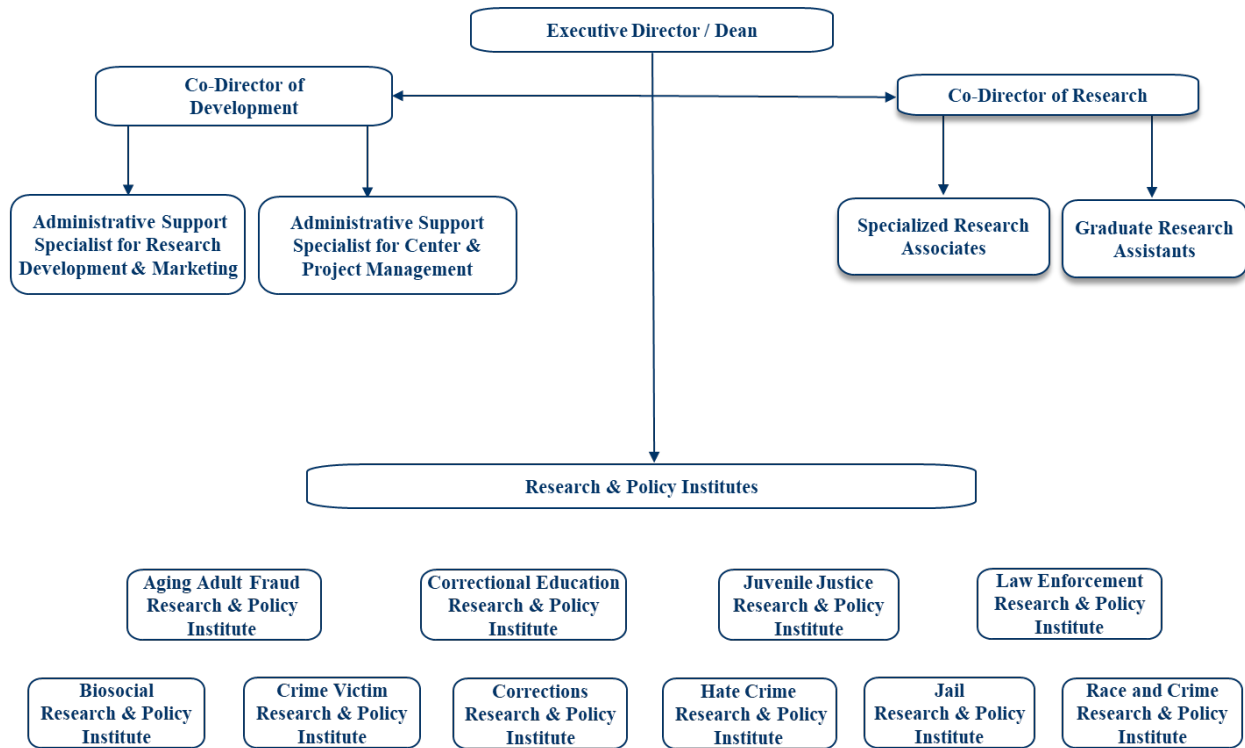 Executive Director / Dean
Co-Director of
Development
Co-Director of Research
Administrative Support
Specialist for Research
Development & Marketing
Administrative Support
Specialist for Center &
Project Management
Specialized Research
Associates
Graduate Research
Assistants
Research & Policy Institutes
Aging Adult Fraud
Research & Policy
Institute
Correctional Education
Research & Policy
Institute
Juvenile Justice
Research & Policy
Institute
Law Enforcement
Research & Policy
Institute
Biosocial
Research & Policy
Institute
Crime Victim
Research & Policy
Institute
Corrections
Research & Policy
Institute
Hate Crime
Research & Policy
Institute
Jail
Research & Policy
Institute
Race and Crime
Research & Policy
Institute